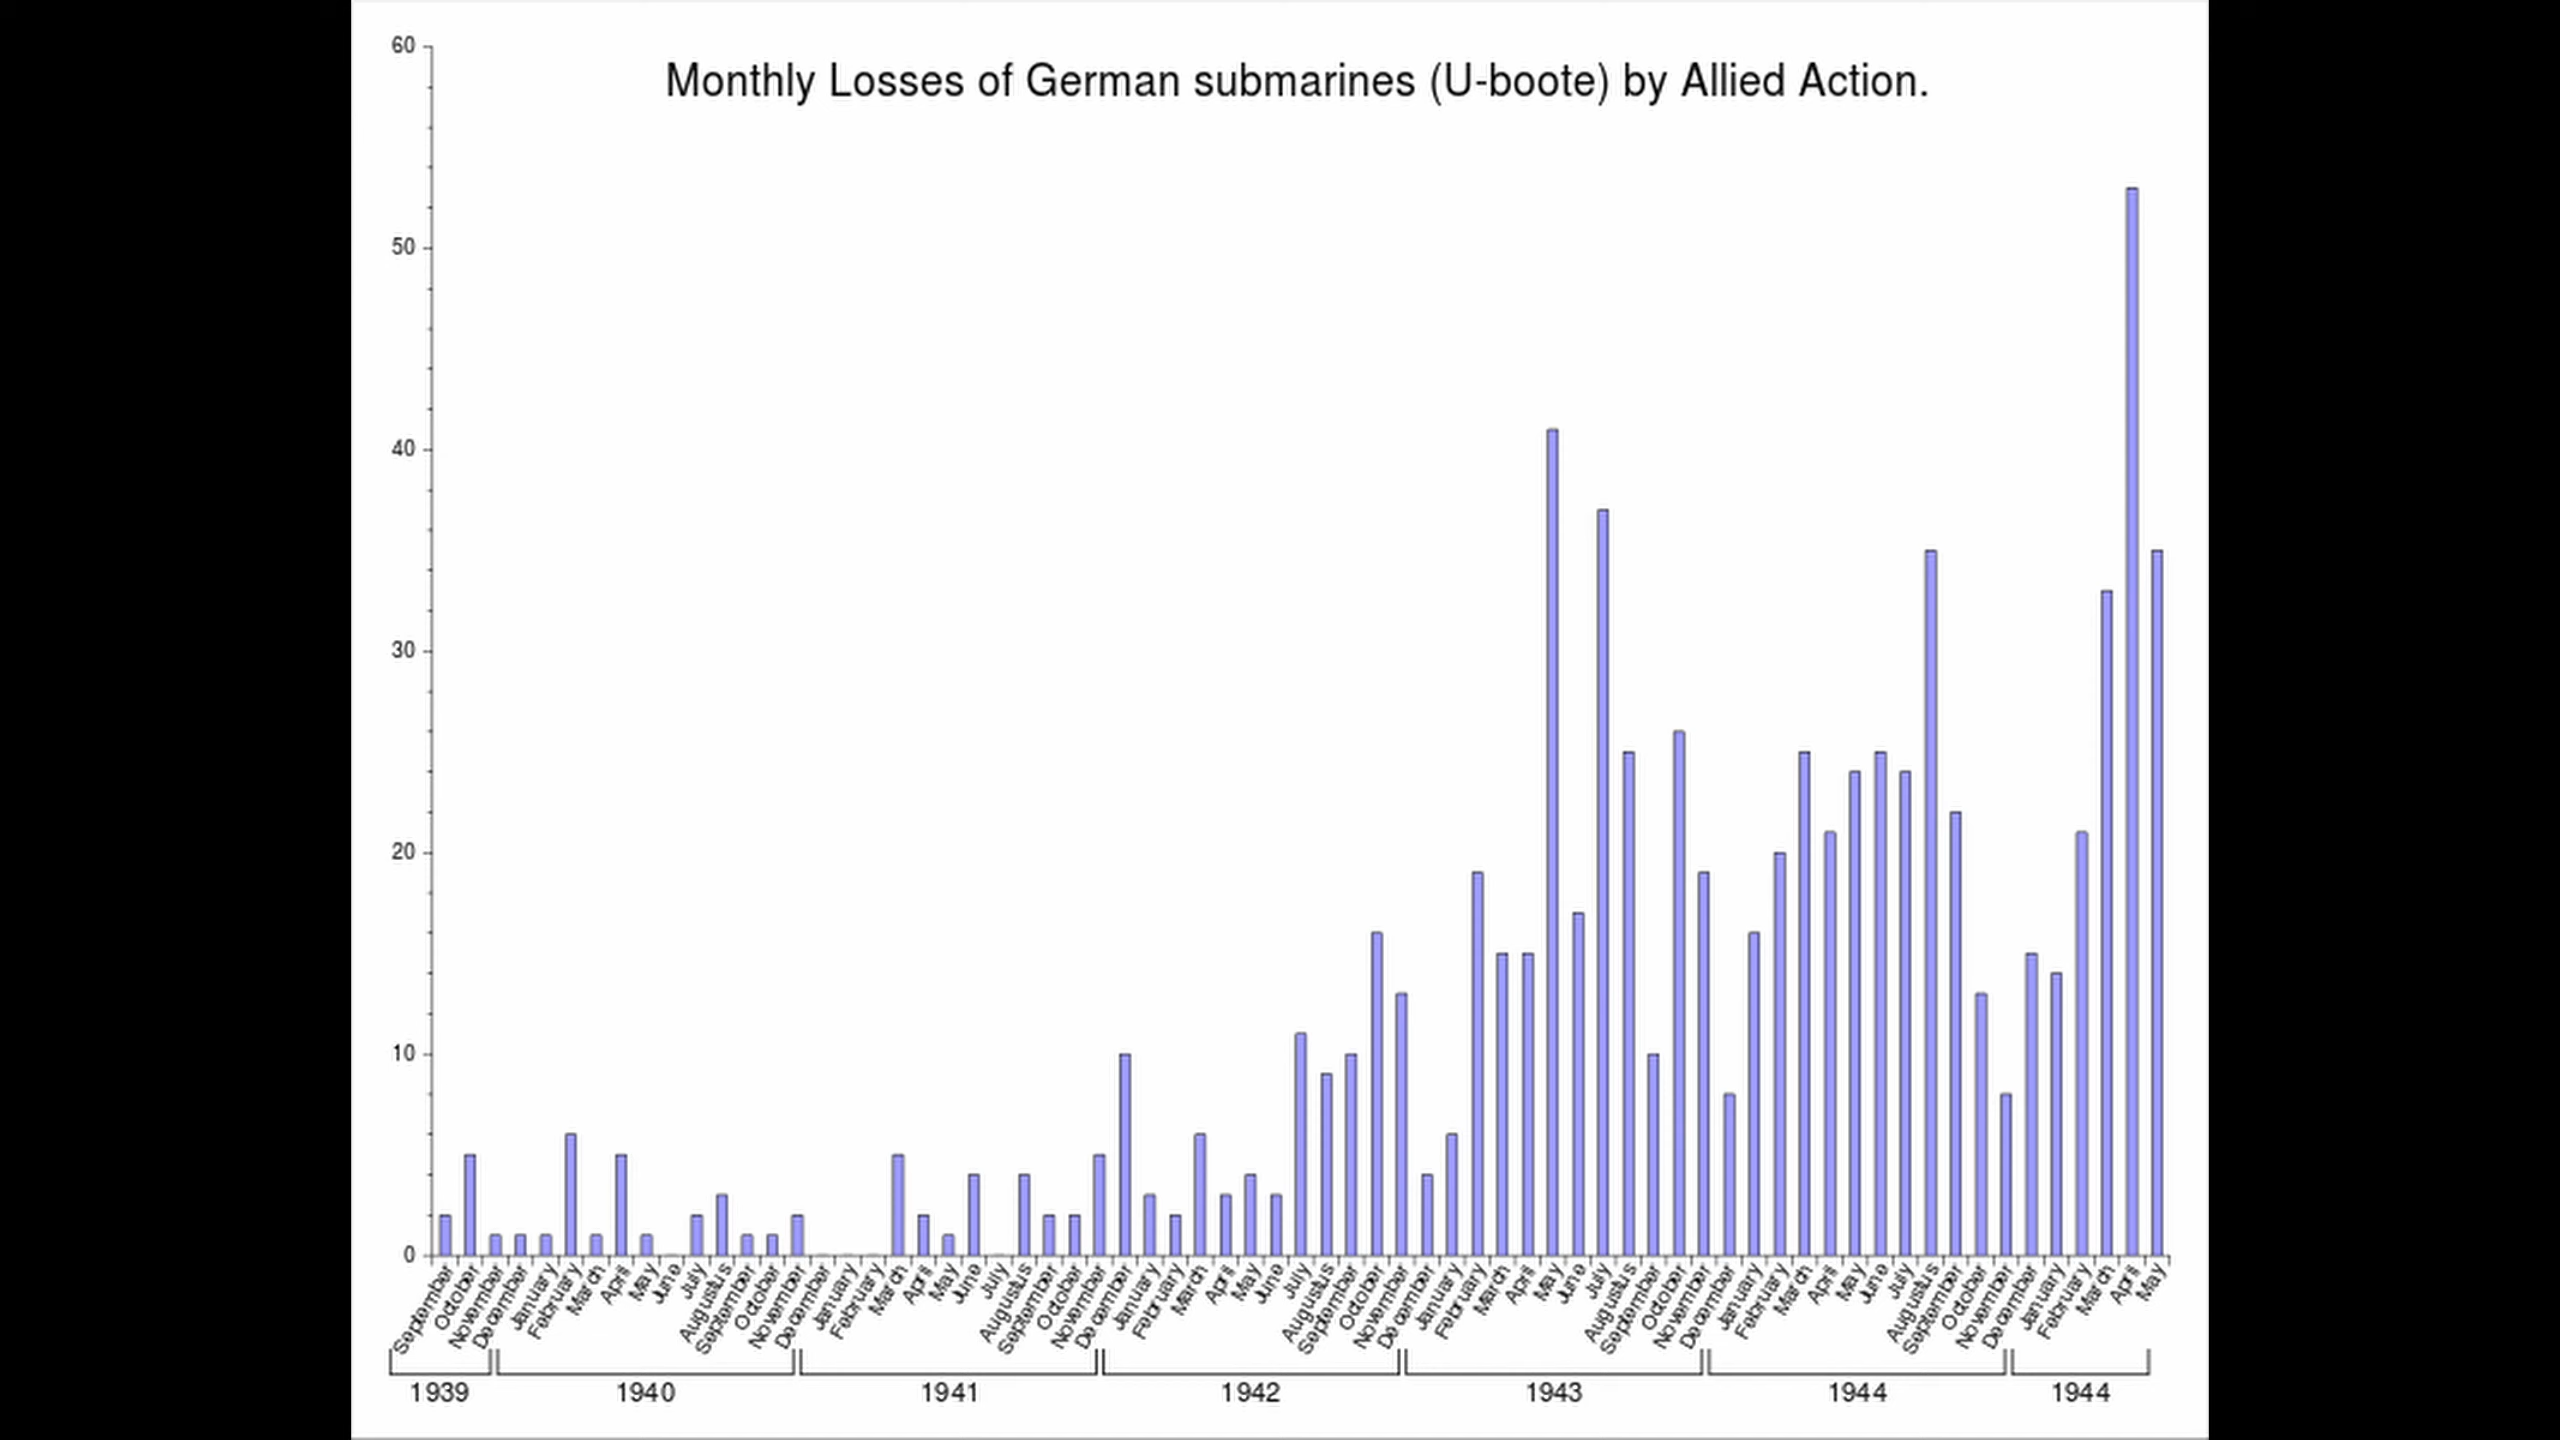 Monthly Losses of German submarines (U-boote) by Allied Action.
60
50
40
30
20
10
0
September
October
November
December
January
February
March
April
May
June
July
Augustus
September
October
November
December
January
February
March
April
May
June
July
Augustus
September
October
November
December
January
February
March
April
May
June
July
Augustus
September
October
November
December
January
February
March
April
May
June
July
Augustus
September
October
November
December
January
February
March
April
May
June
July
Augustus
September
October
November
December
January
February
March
April
May
1939
1940
1941
1942
1943
1944
1944